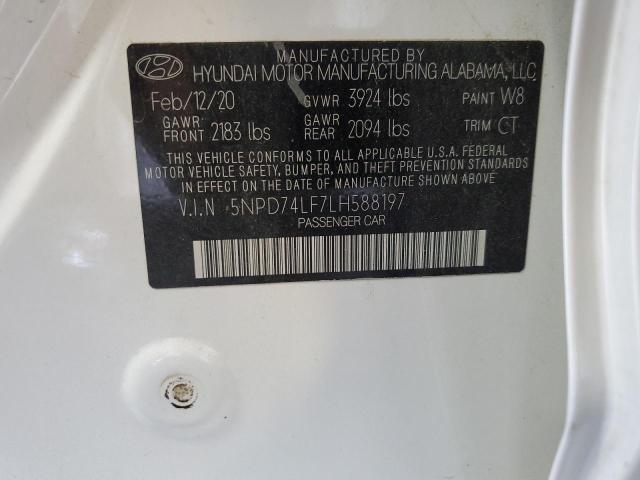 MANUFACTURED BY
HYUNDAI MOTOR MANUFACTURING ALABAMA, LLC
Feb/12/20 GVWR 3924 lbs PAINT W8
GAWR FRONT 2183 lbs GAWR REAR 2094 lbs TRIM CT
THIS VEHICLE CONFORMS TO ALL APPLICABLE U.S.A. FEDERAL
MOTOR VEHICLE SAFETY, BUMPER, AND THEFT PREVENTION STANDARDS
IN EFFECT ON THE DATE OF MANUFACTURE SHOWN ABOVE.
V.I.N 5NPD74LF7LH588197
PASSENGER CAR